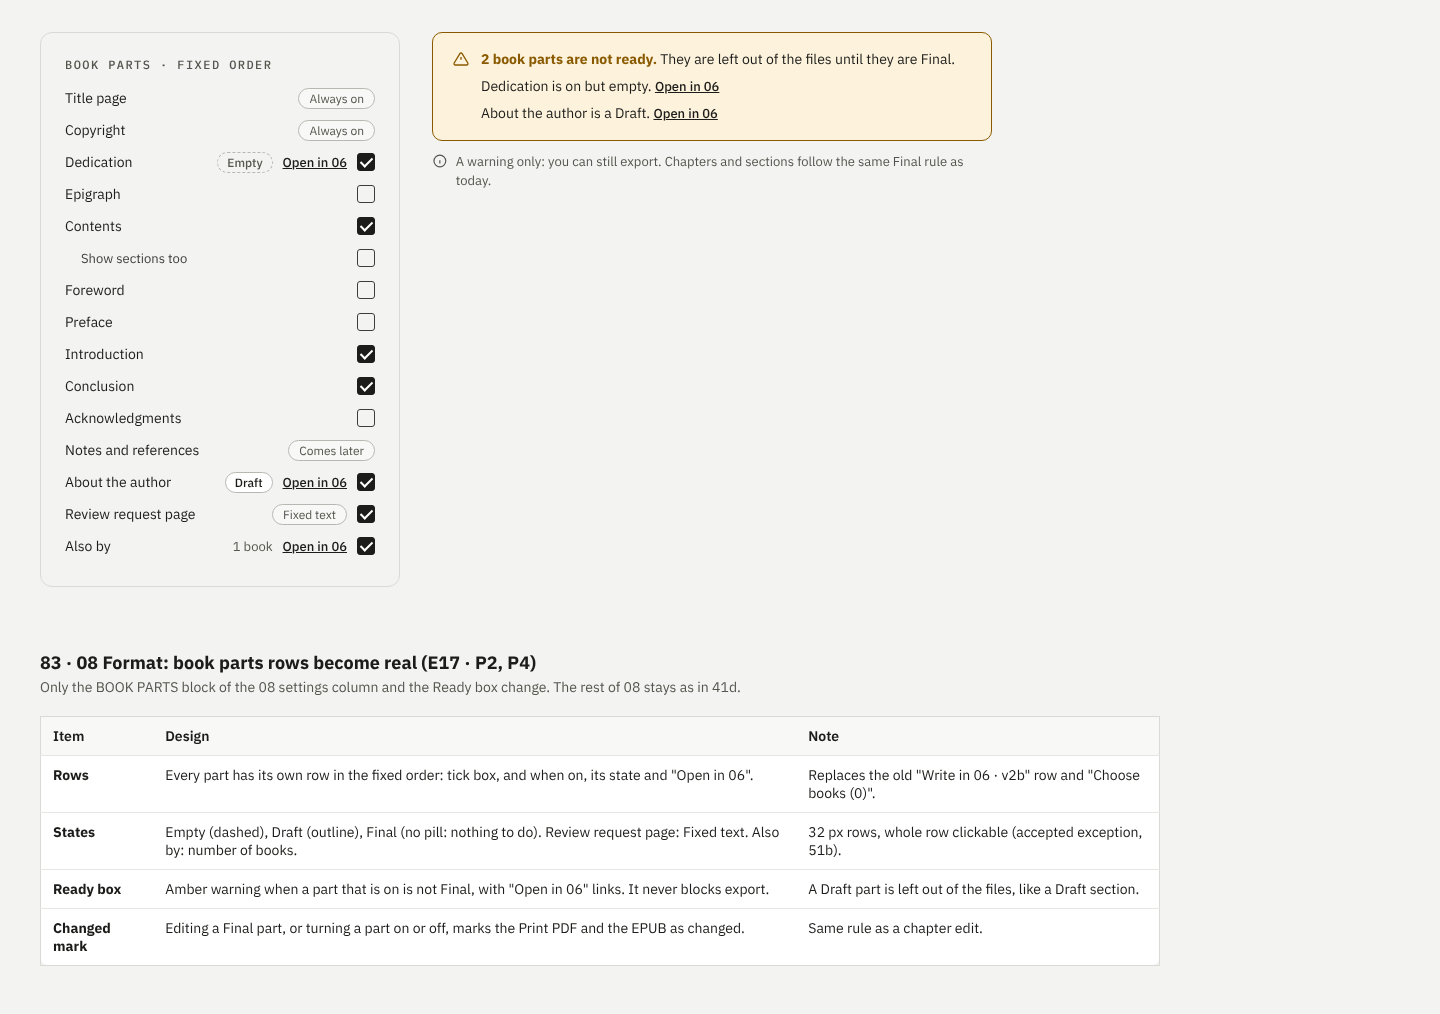 BOOK PARTS · FIXED ORDER
Title page Always on
Copyright Always on
Dedication Empty Open in 06
Epigraph
Contents
Show sections too
Foreword
Preface
Introduction
Conclusion
Acknowledgments
Notes and references Comes later
About the author Draft Open in 06
Review request page Fixed text
Also by 1 book Open in 06
2 book parts are not ready. They are left out of the files until they are Final.
Dedication is on but empty. Open in 06
About the author is a Draft. Open in 06
A warning only: you can still export. Chapters and sections follow the same Final rule as
today.
83 · 08 Format: book parts rows become real (E17 · P2, P4)
Only the BOOK PARTS block of the 08 settings column and the Ready box change. The rest of 08 stays as in 41d.
Item Design Note
Rows Every part has its own row in the fixed order: tick box, and when on, its state and "Open in 06". Replaces the old "Write in 06 · v2b" row and "Choose
books (0)".
States Empty (dashed), Draft (outline), Final (no pill: nothing to do). Review request page: Fixed text. Also 32 px rows, whole row clickable (accepted exception,
by: number of books. 51b).
Ready box Amber warning when a part that is on is not Final, with "Open in 06" links. It never blocks export. A Draft part is left out of the files, like a Draft section.
Changed Editing a Final part, or turning a part on or off, marks the Print PDF and the EPUB as changed. Same rule as a chapter edit.
mark